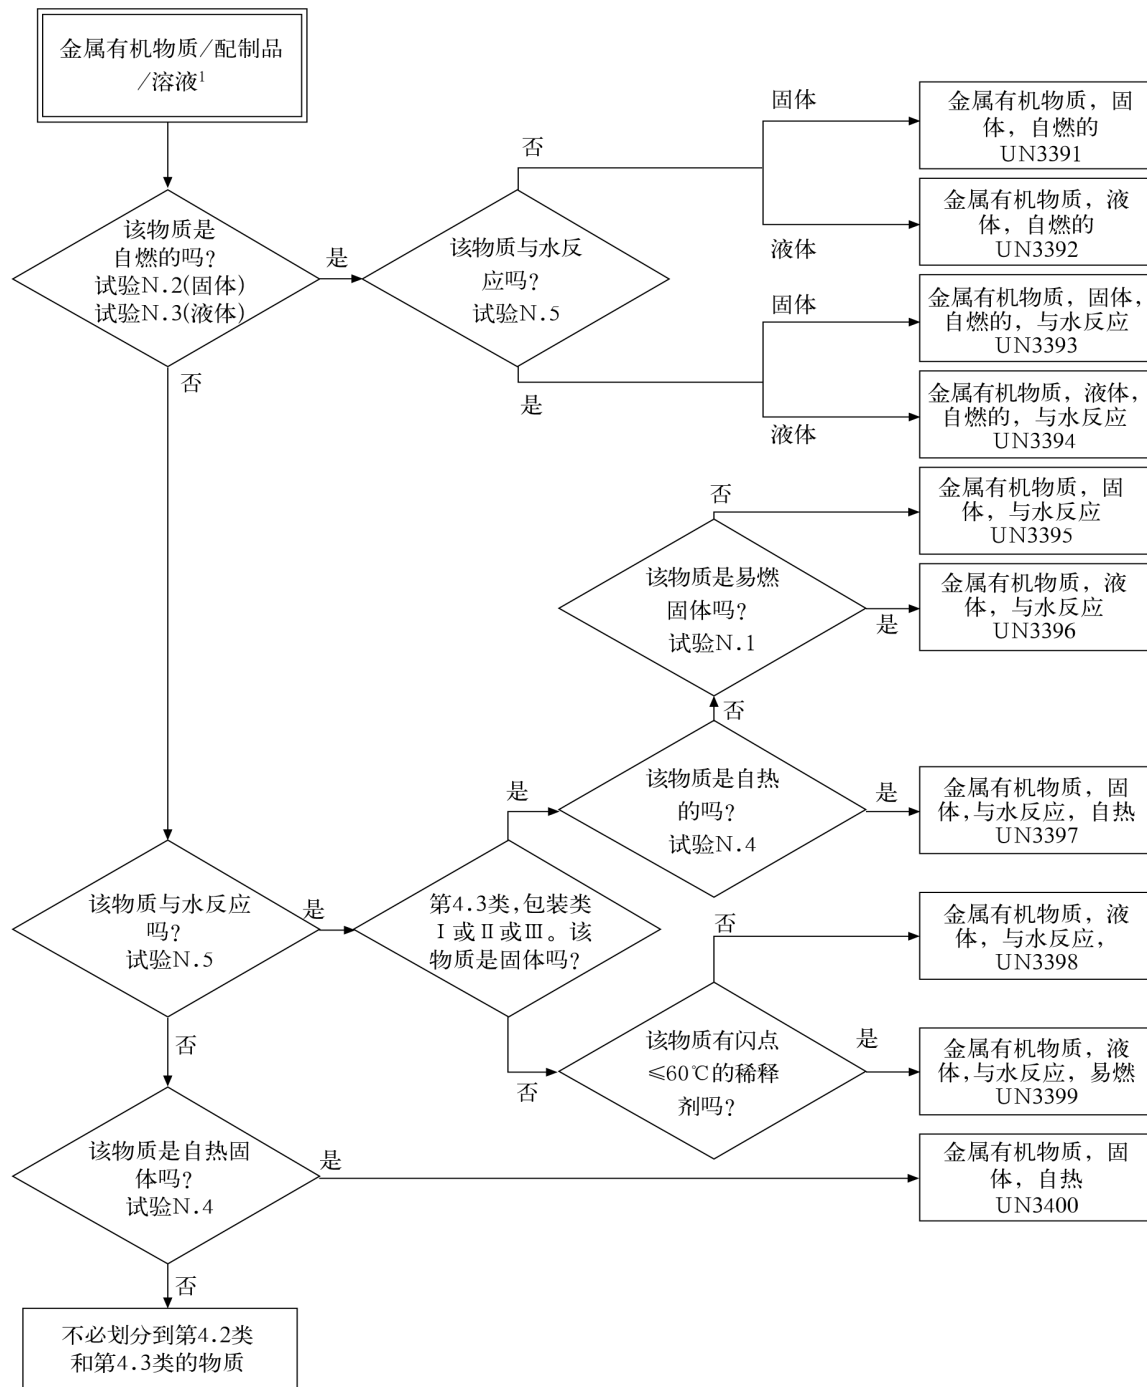 金属有机物质/配制品
/溶液1
该物质是
自燃的吗?
试验N.2(固体)
试验N.3(液体)
是
否
该物质与水反
应吗?
试验N.5
否
是
固体
液体
固体
液体
金属有机物质，固
体，自燃的
UN3391
金属有机物质，液
体，自燃的
UN3392
金属有机物质，固体，
自燃的，与水反应
UN3393
金属有机物质，液体，
自燃的，与水反应
UN3394
金属有机物质，固
体，与水反应
UN3395
否
该物质是易燃
固体吗?
试验N.1
是
金属有机物质，液
体，与水反应
UN3396
否
该物质是自热
的吗?
试验N.4
是
金属有机物质，固
体，与水反应，自热
UN3397
是
该物质与水反应
吗?
试验N.5
是
第4.3类，包装类
Ⅰ或Ⅱ或Ⅲ。该
物质是固体吗?
否
金属有机物质，液
体，与水反应，
UN3398
否
否
该物质有闪点
≤60℃的稀释
剂吗?
是
金属有机物质，液
体，与水反应，易燃
UN3399
该物质是自热固
体吗?
试验N.4
是
金属有机物质，固
体，自热
UN3400
否
不必划分到第4.2类
和第4.3类的物质